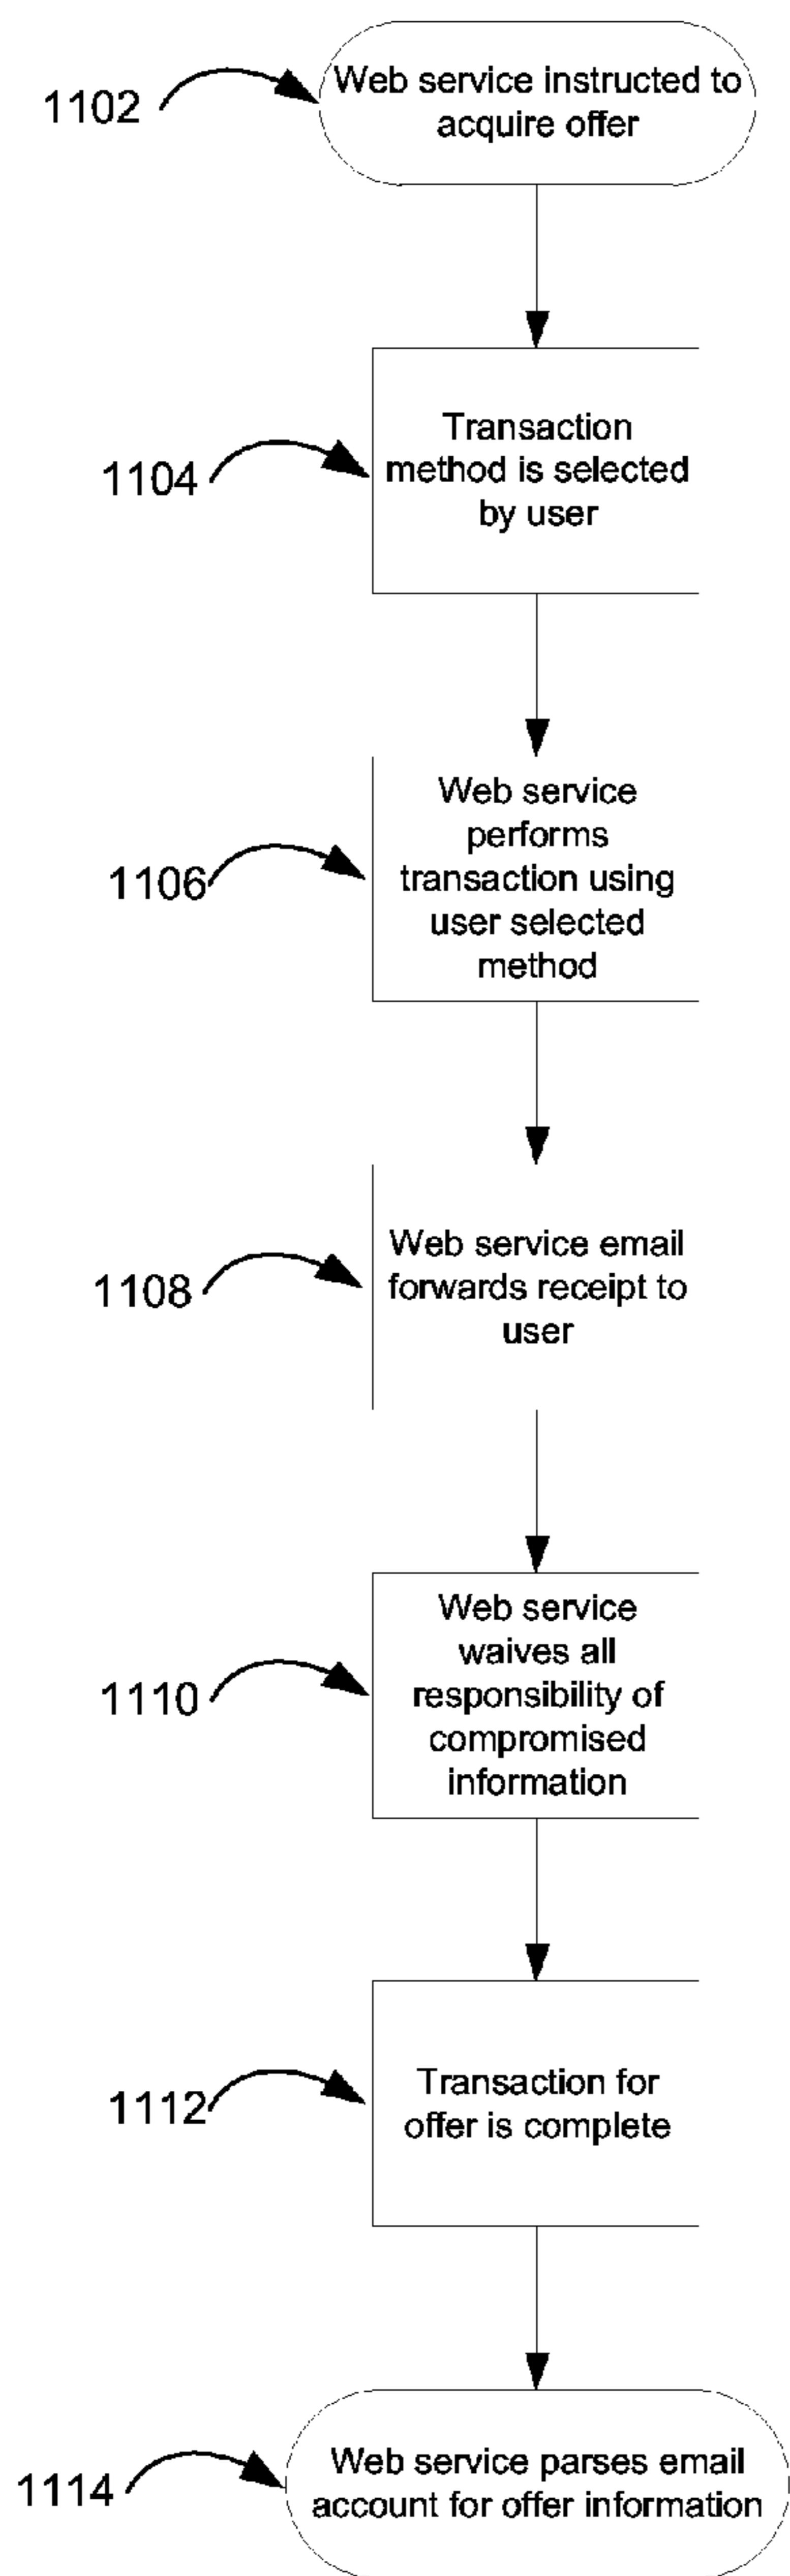 1102
Web service instructed to
acquire offer
1104
Transaction
method is selected
by user
1106
Web service
performs
transaction using
user selected
method
1108
Web service email
forwards receipt to
user
1110
Web service
waives all
responsibility of
compromised
information
1112
Transaction for
offer is complete
1114
Web service parses email
account for offer information